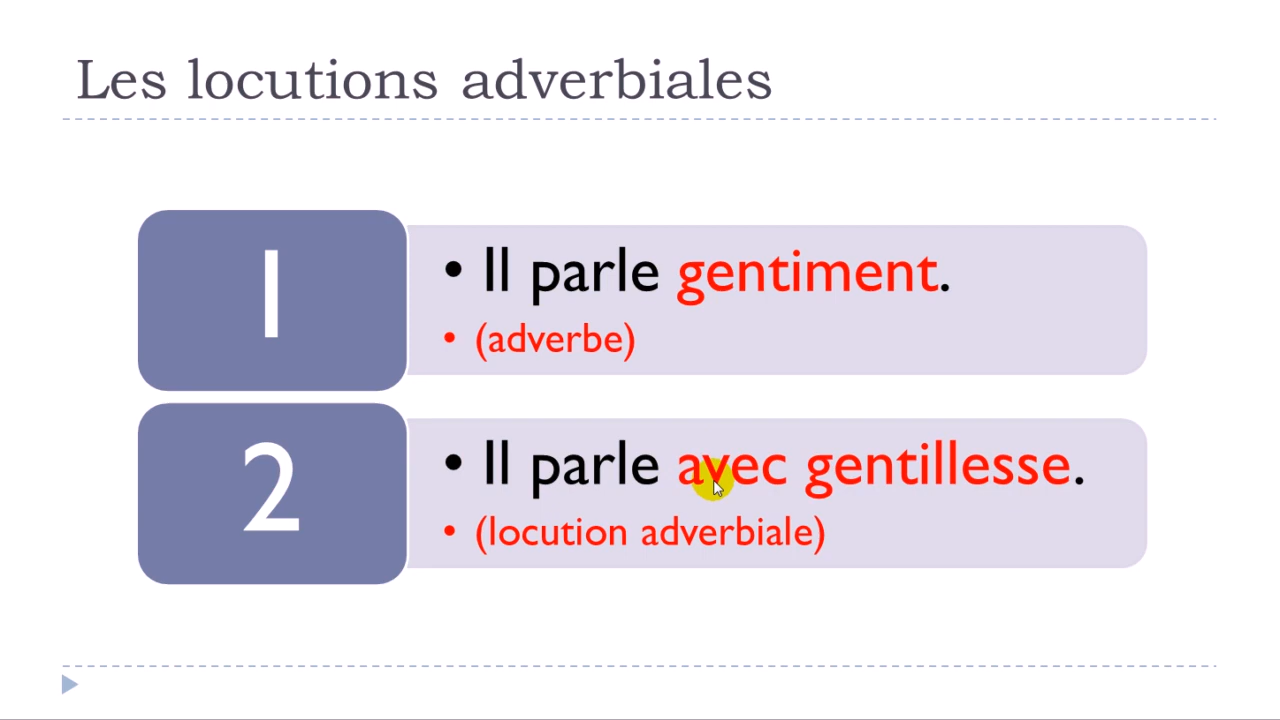 Les locutions adverbiales
1
• Il parle gentiment.
• (adverbe)
2
• Il parle avec gentillesse.
• (locution adverbiale)